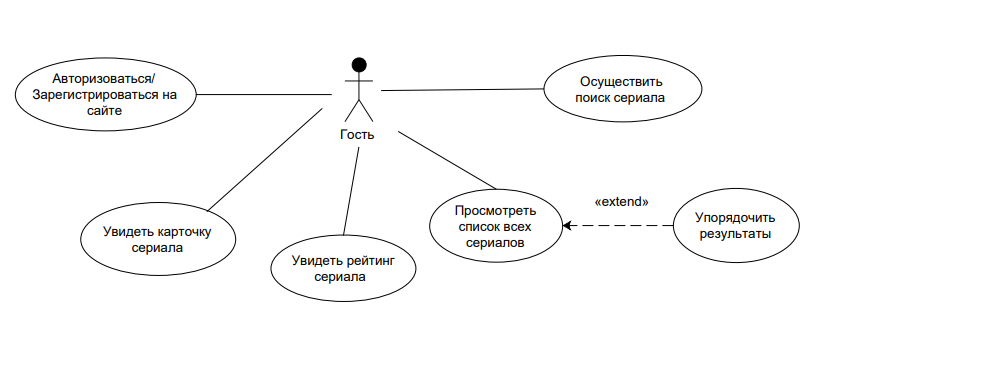 Авторизоваться/
Зарегистрироваться на
сайте
Гость
Осуществить
поиск сериала
Увидеть карточку
сериала
Увидеть рейтинг
сериала
Просмотреть
список всех
сериалов
«extend»
Упорядочить
результаты